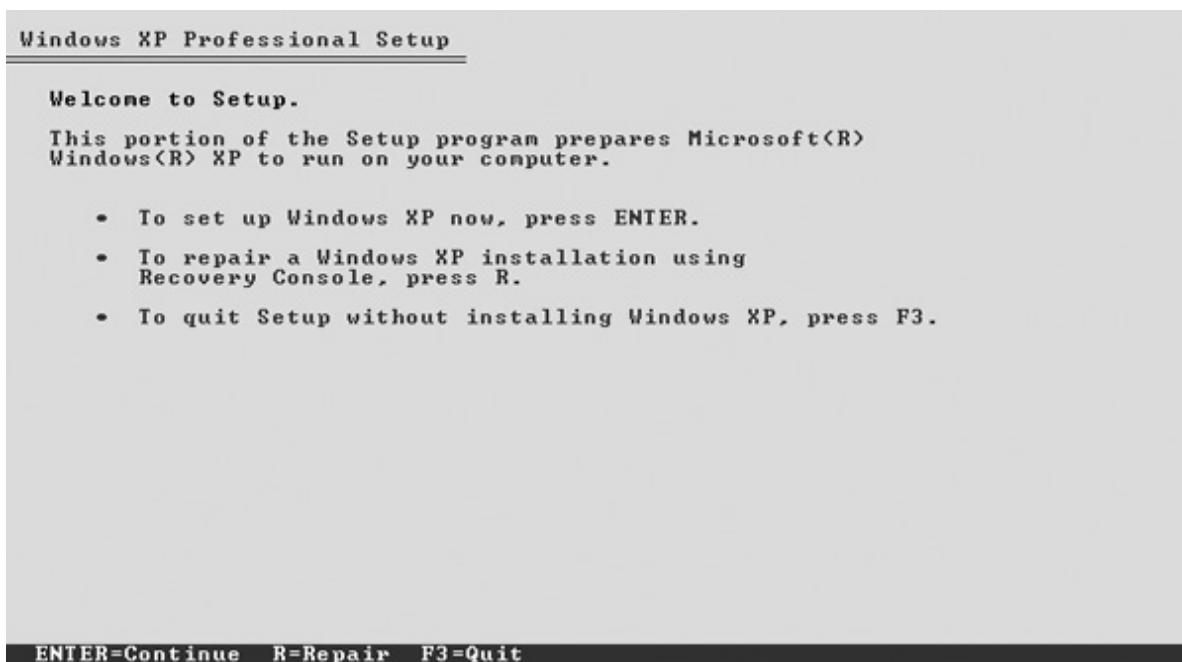 Windows XP Professional Setup
Welcome to Setup.
This portion of the Setup program prepares Microsoft(R)
Windows(R) XP to run on your computer.
• To set up Windows XP now, press ENTER.
• To repair a Windows XP installation using
Recovery Console, press R.
• To quit Setup without installing Windows XP, press F3.
ENTER=Continue R=Repair F3=Quit